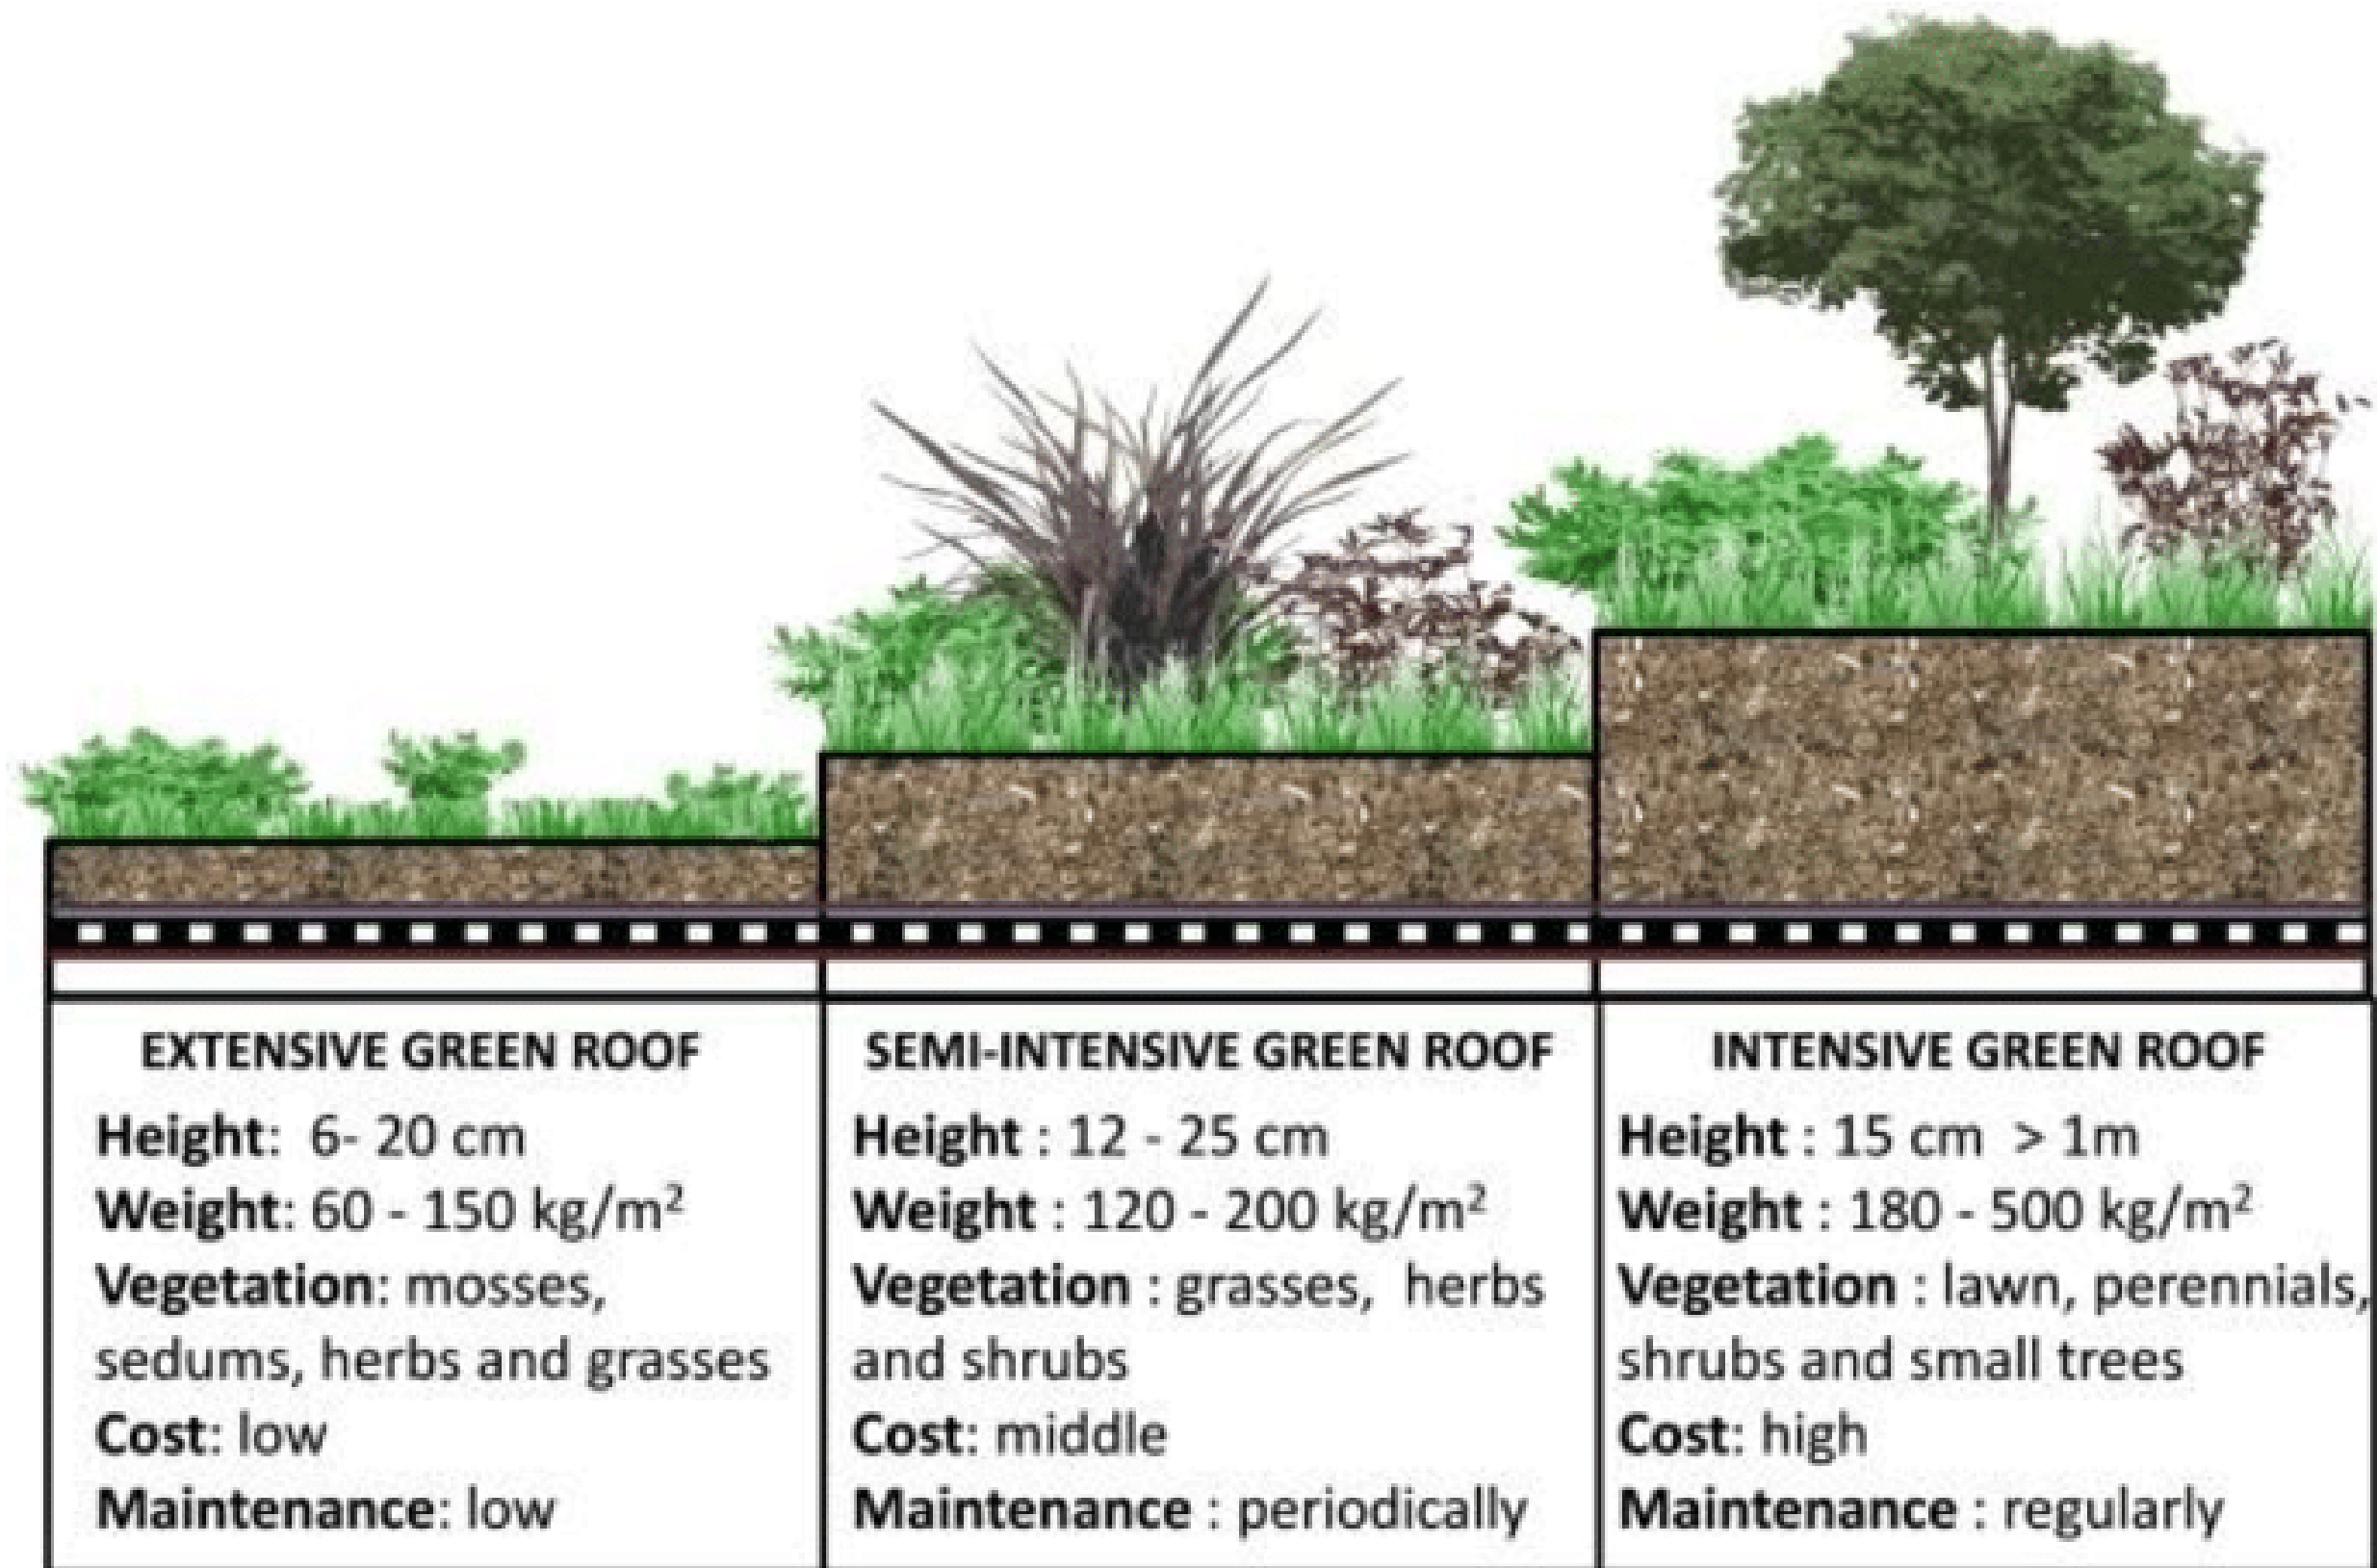 EXTENSIVE GREEN ROOF
Height:  6- 20 cm
Weight: 60 - 150 kg/m²
Vegetation: mosses,
sedums, herbs and grasses
Cost: low
Maintenance: low
SEMI-INTENSIVE GREEN ROOF
Height : 12 - 25 cm
Weight : 120 - 200 kg/m²
Vegetation : grasses,  herbs
and shrubs
Cost: middle
Maintenance : periodically
INTENSIVE GREEN ROOF
Height : 15 cm  > 1m
Weight : 180 - 500 kg/m²
Vegetation : lawn, perennials,
shrubs and small trees
Cost: high
Maintenance : regularly